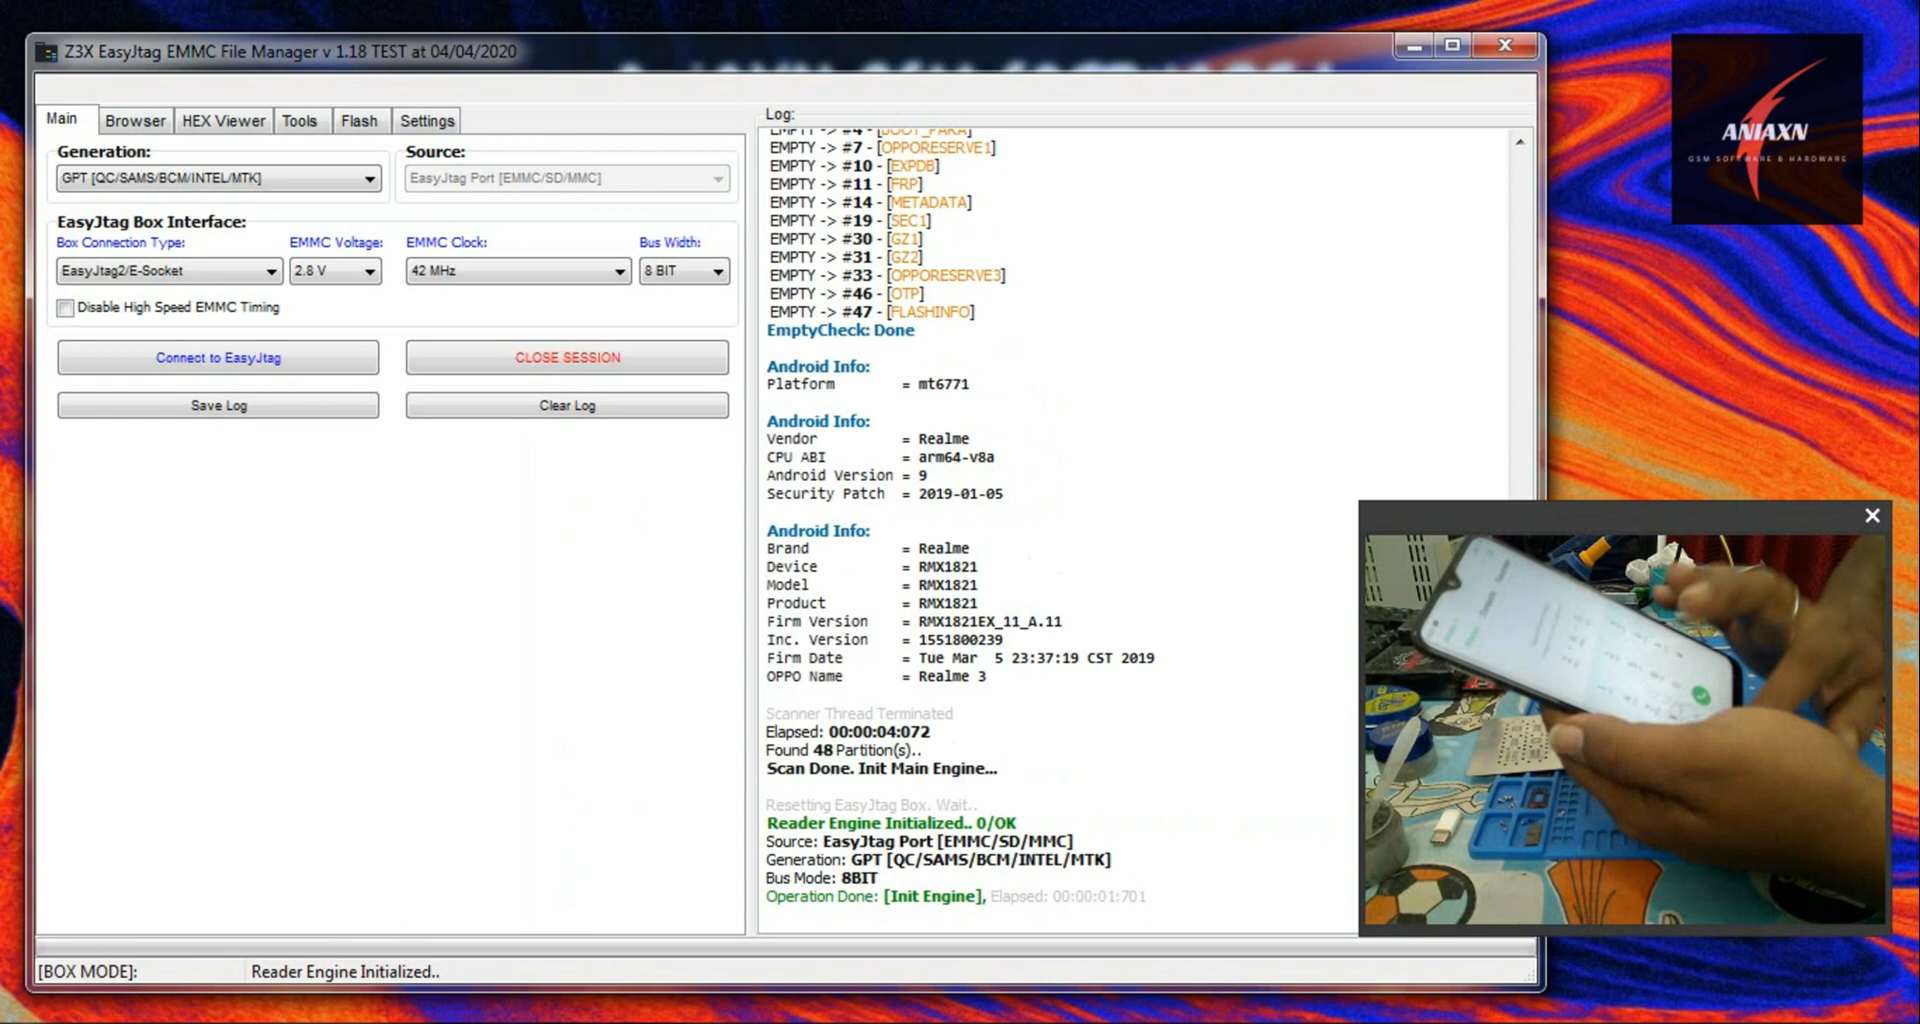 Z3X EasyJtag EMMC File Manager v 1.18 TEST at 04/04/2020
Main
Browser
HEX Viewer
Tools
Flash
Settings
Generation:
GPT [QC/SAMS/BCM/INTEL/MTK]
Source:
EasyJtag Port [EMMC/SD/MMC]
EasyJtag Box Interface:
Box Connection Type:
EMMC Voltage:
EMMC Clock:
Bus Width:
EasyJtag2/E-Socket
2.8 V
42 MHz
8 BIT
Disable High Speed EMMC Timing
Connect to EasyJtag
CLOSE SESSION
Save Log
Clear Log
Log:
EMPTY -> #4 - [BOOT_PARA]
EMPTY -> #7 - [OPPORESERVE1]
EMPTY -> #10 - [EXPDB]
EMPTY -> #11 - [FRP]
EMPTY -> #14 - [METADATA]
EMPTY -> #19 - [SEC1]
EMPTY -> #30 - [GZ1]
EMPTY -> #31 - [GZ2]
EMPTY -> #33 - [OPPORESERVE3]
EMPTY -> #46 - [OTP]
EMPTY -> #47 - [FLASHINFO]
EmptyCheck: Done
Android Info:
Platform = mt6771
Android Info:
Vendor = Realme
CPU ABI = arm64-v8a
Android Version = 9
Security Patch = 2019-01-05
Android Info:
Brand = Realme
Device = RMX1821
Model = RMX1821
Product = RMX1821
Firm Version = RMX1821EX_11_A.11
Inc. Version = 1551800239
Firm Date = Tue Mar 5 23:37:19 CST 2019
OPPO Name = Realme 3
Scanner Thread Terminated
Elapsed: 00:00:04:072
Found 48 Partition(s)..
Scan Done. Init Main Engine...
Resetting EasyJtag Box. Wait..
Reader Engine Initialized.. 0/OK
Source: EasyJtag Port [EMMC/SD/MMC]
Generation: GPT [QC/SAMS/BCM/INTEL/MTK]
Bus Mode: 8BIT
Operation Done: [Init Engine], Elapsed: 00:00:01:701
[BOX MODE]:
Reader Engine Initialized..
ANIAXN
GSM SOFTWARE & HARDWARE